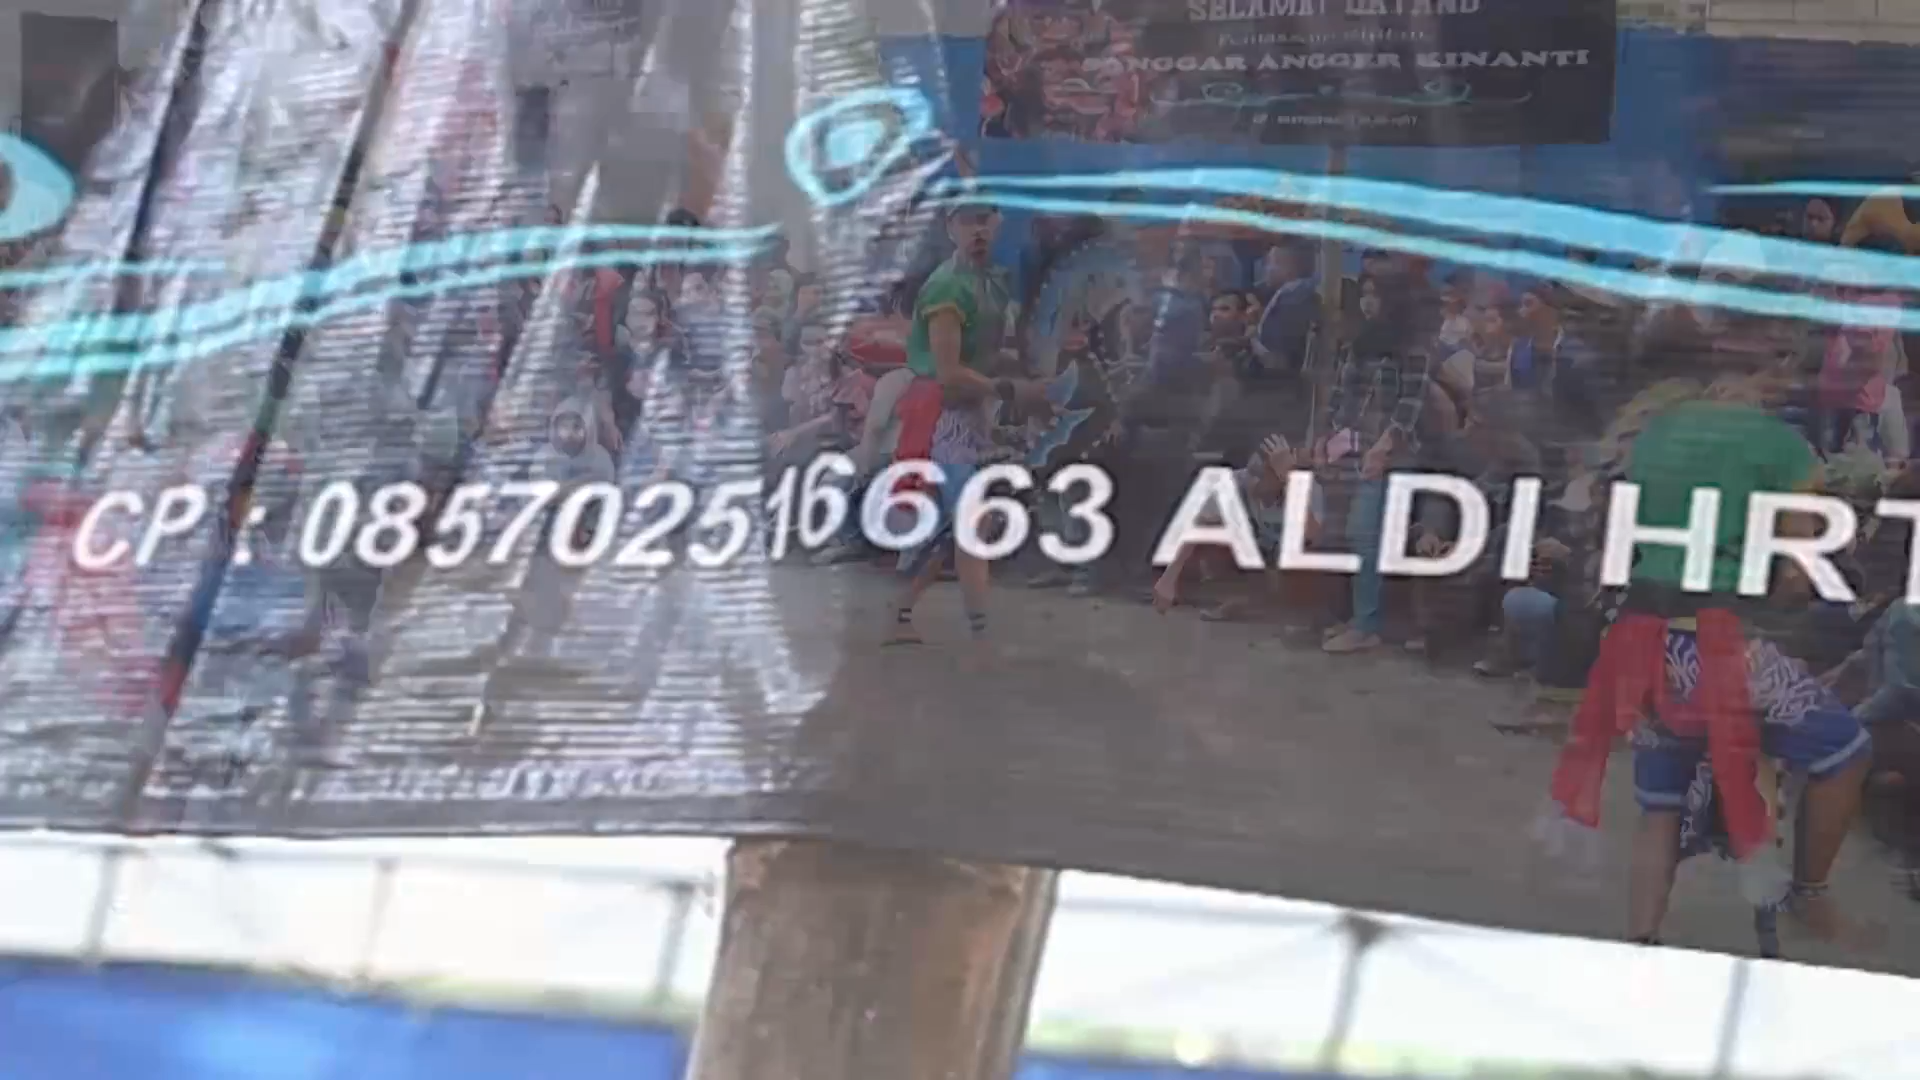 SELAMAT DATANG
SANGGAR ANGGER KINANTI
CP : 085702516663 ALDI HRT